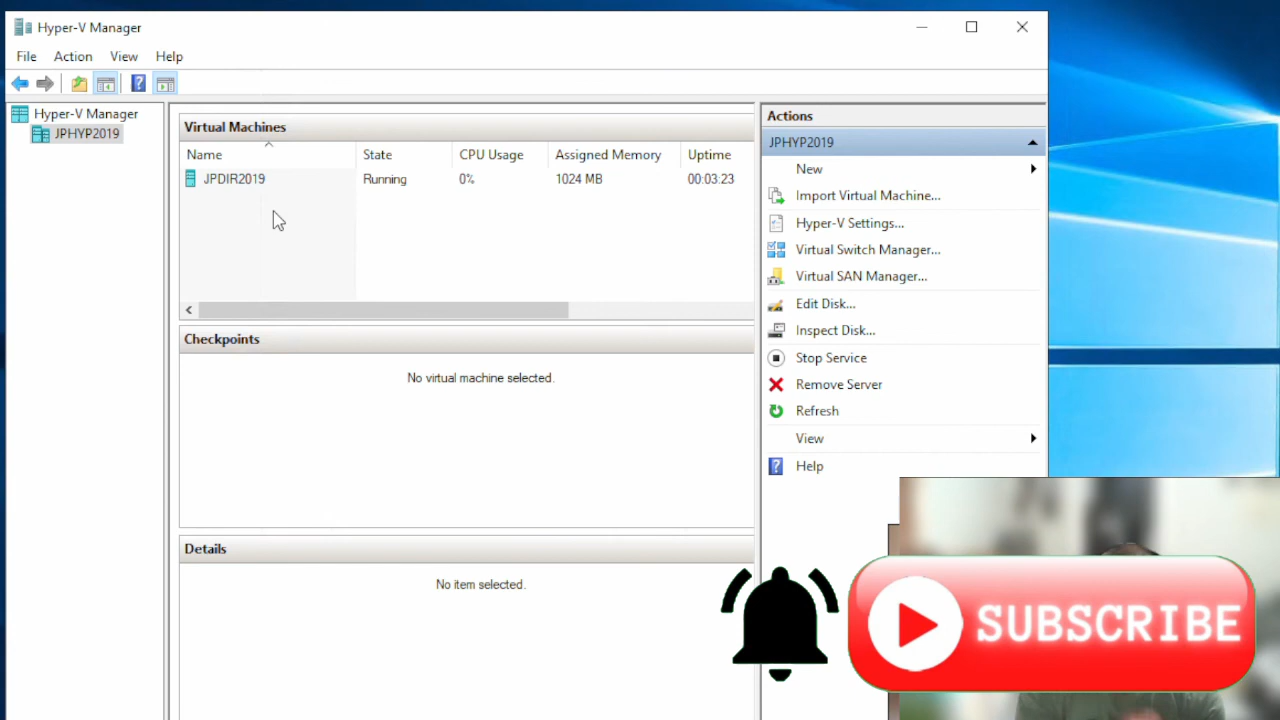 Hyper-V Manager
File Action View Help
Hyper-V Manager
JPHYP2019
Virtual Machines
Name State CPU Usage Assigned Memory Uptime
JPDIR2019 Running 0% 1024 MB 00:03:23
Checkpoints
No virtual machine selected.
Details
No item selected.
Actions
JPHYP2019
New
Import Virtual Machine...
Hyper-V Settings...
Virtual Switch Manager...
Virtual SAN Manager...
Edit Disk...
Inspect Disk...
Stop Service
Remove Server
Refresh
View
Help
SUBSCRIBE